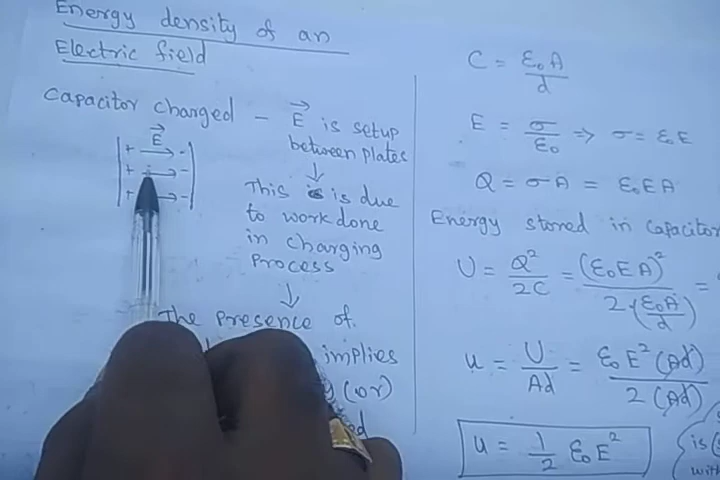 Energy density of an
Electric field
Capacitor charged - E⃗ is setup
between plates
+ E⃗ -
+ -
+ -
↓
This is is due
to work done
in charging
process
↓
The presence of
implies
(or)
C = ε₀A/d
E = σ/ε₀ ⇒ σ = ε₀E
Q = σA = ε₀EA
Energy stored in capacitor
U = Q²/2C = (ε₀EA)²/2(ε₀A/d) =
u = U/Ad = ε₀E²(Ad)/2(Ad)
u = 1/2 ε₀E²
is
with